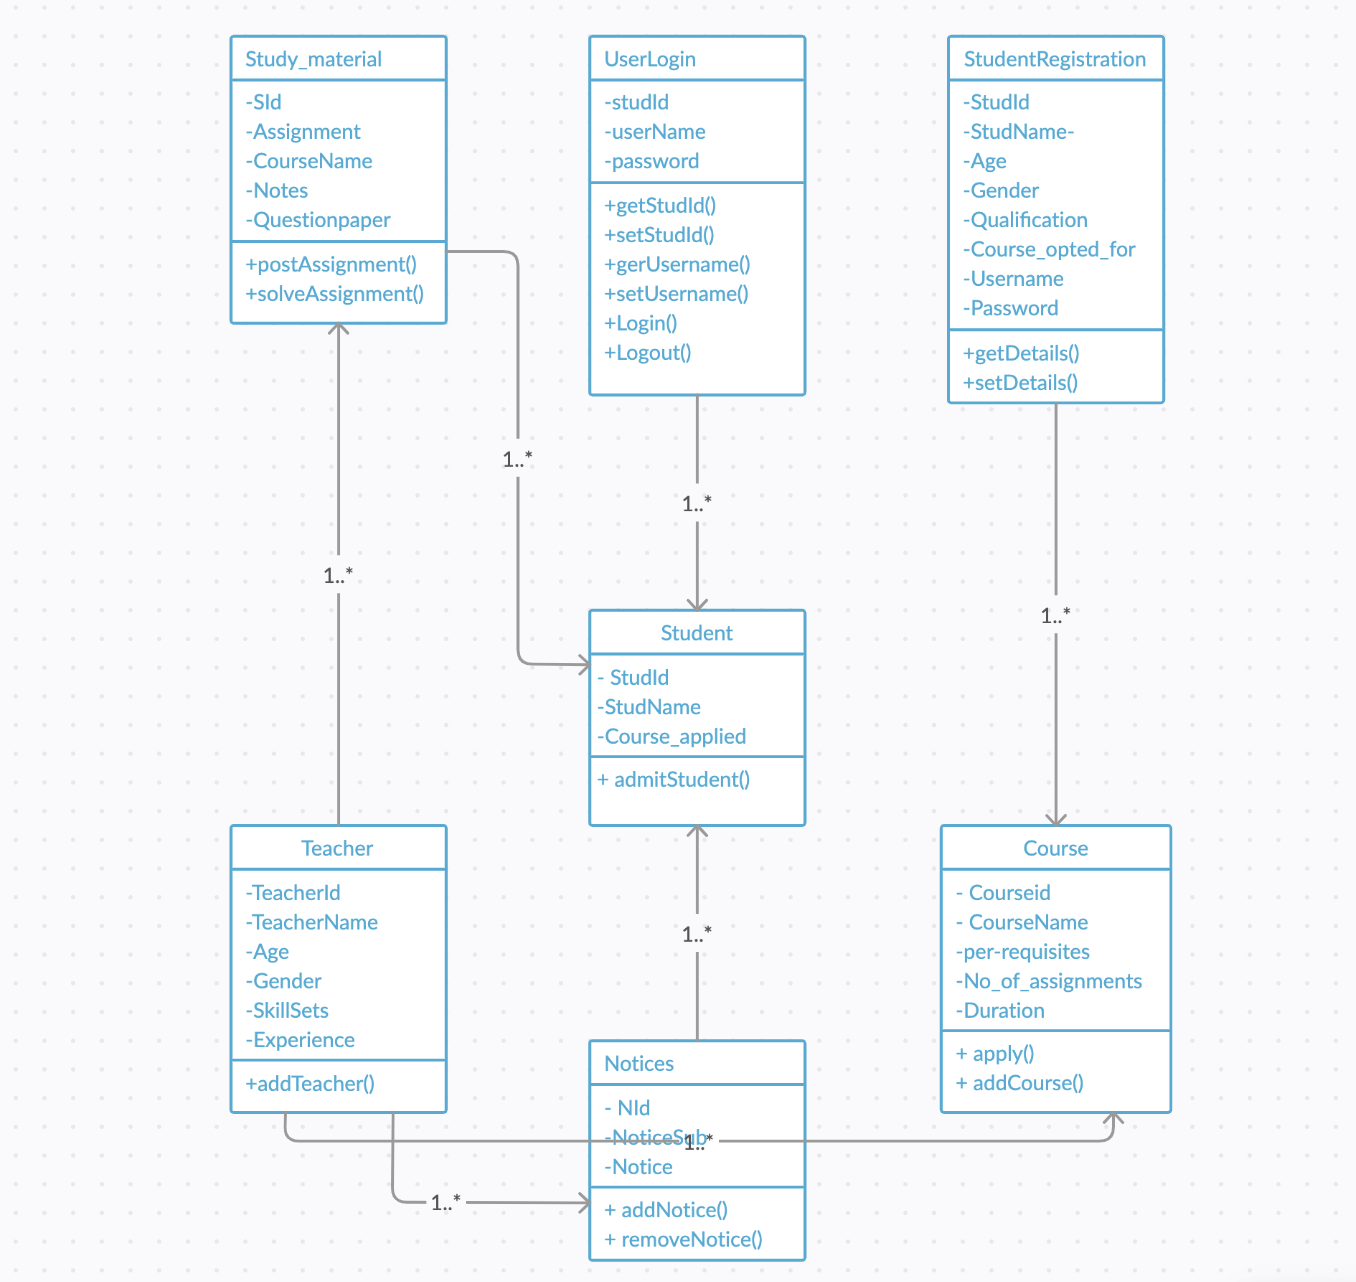 Study_material
-SId
-Assignment
-CourseName
-Notes
-Questionpaper
+postAssignment()
+solveAssignment()
UserLogin
-studId
-userName
-password
+getStudId()
+setStudId()
+gerUsername()
+setUsername()
+Login()
+Logout()
StudentRegistration
-StudId
-StudName-
-Age
-Gender
-Qualification
-Course_opted_for
-Username
-Password
+getDetails()
+setDetails()
1..*
1..*
1..*
1..*
Student
- StudId
-StudName
-Course_applied
+ admitStudent()
Teacher
-TeacherId
-TeacherName
-Age
-Gender
-SkillSets
-Experience
+addTeacher()
1..*
Course
- Courseid
- CourseName
-per-requisites
-No_of_assignments
-Duration
+ apply()
+ addCourse()
Notices
- NId
-NoticeSub
1..*
-Notice
+ addNotice()
+ removeNotice()
1..*